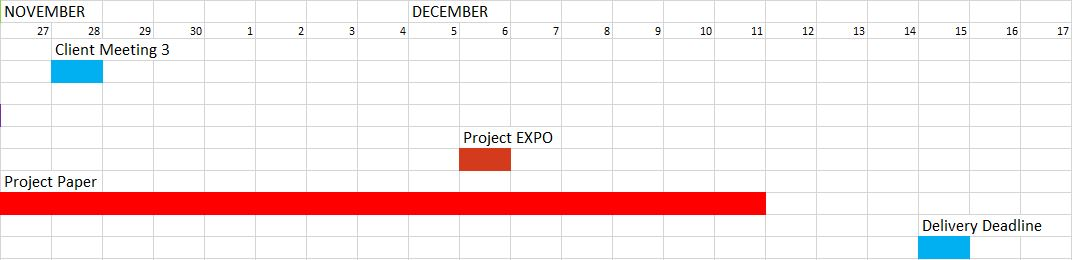 NOVEMBER DECEMBER
27 28 29 30 1 2 3 4 5 6 7 8 9 10 11 12 13 14 15 16 17
Client Meeting 3
Project EXPO
Project Paper
Delivery Deadline